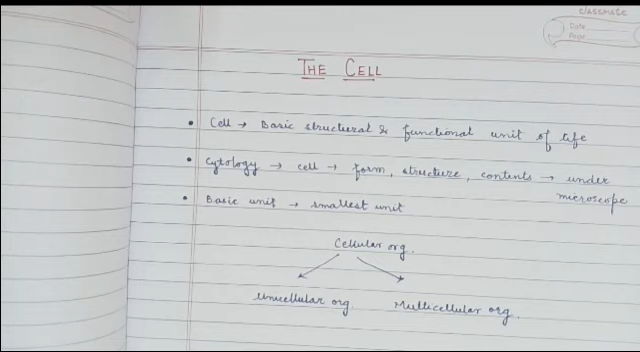 classmate
Date
Page
THE CELL
• Cell → Basic structural & functional unit of life
• Cytology → cell → form, structure, contents → under
microscope
• Basic unit → smallest unit
Cellular org.
Unicellular org.
Multicellular org.